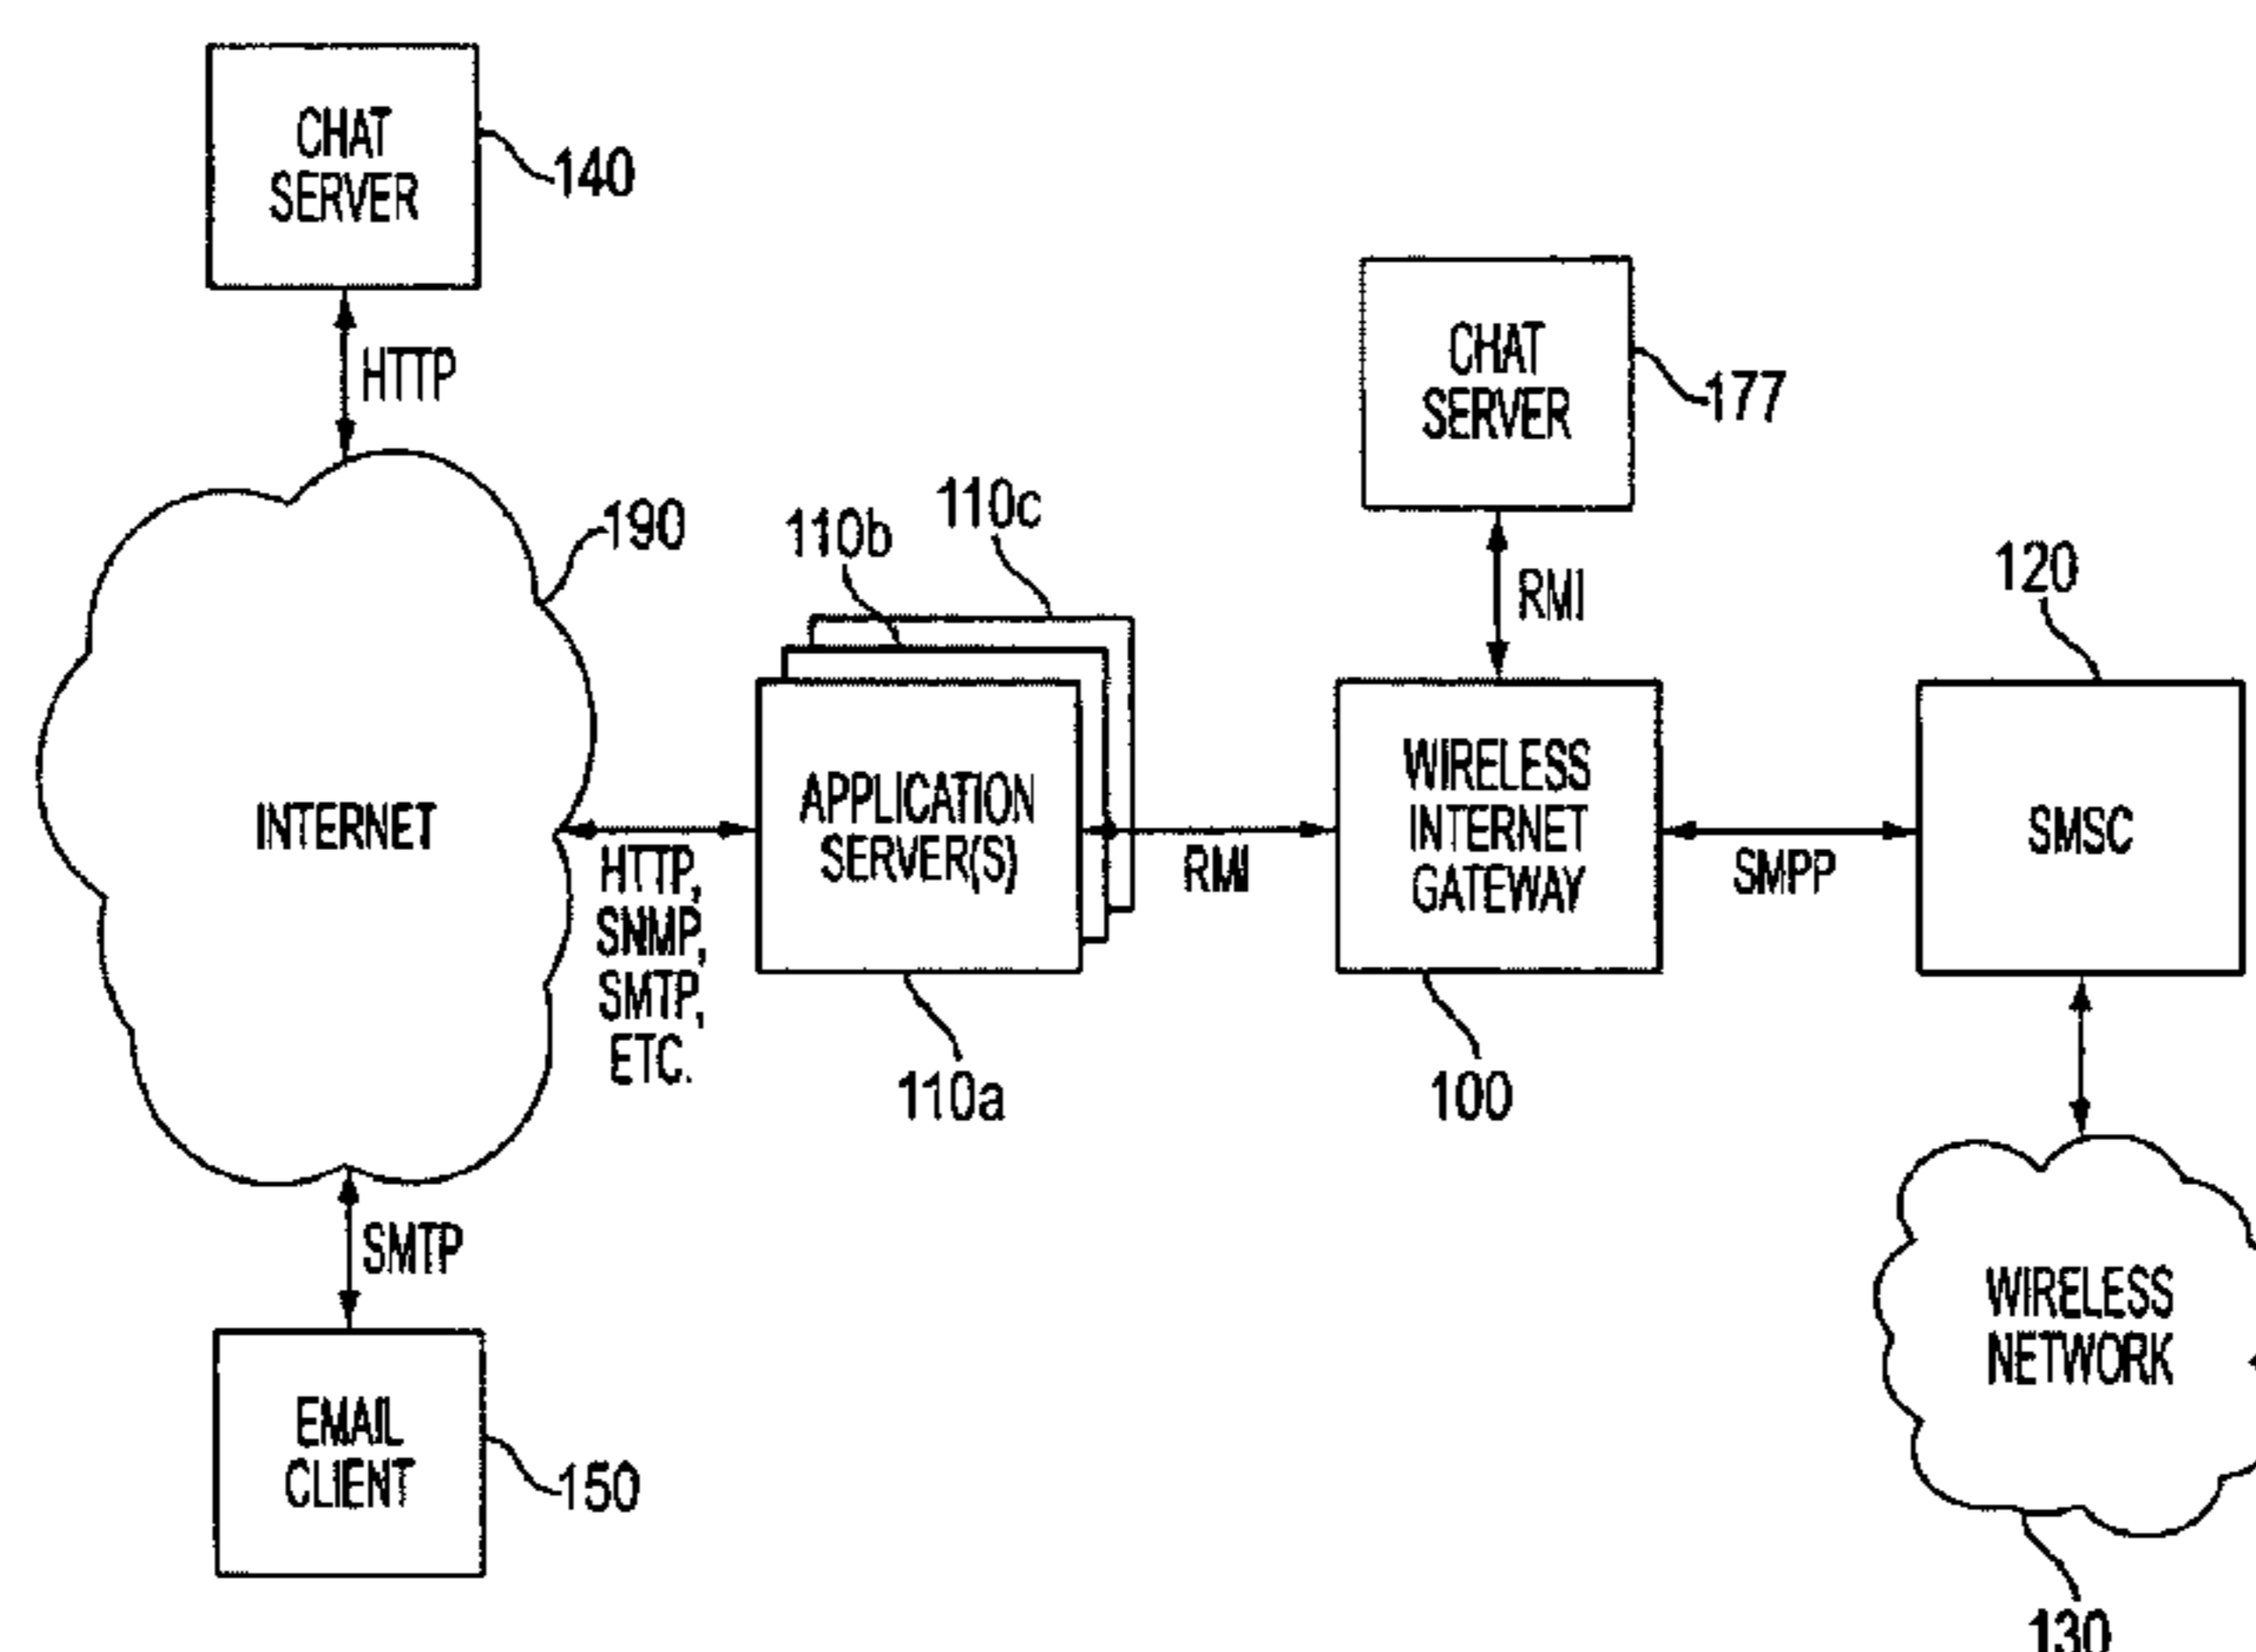 CHAT
SERVER
140
HTTP
190
INTERNET
SMTP
EMAIL
CLIENT
150
HTTP,
SNMP,
SMTP,
ETC.
110b
110c
APPLICATION
SERVER(S)
110a
RMI
CHAT
SERVER
177
RMI
WIRELESS
INTERNET
GATEWAY
100
SMPP
120
SMSC
WIRELESS
NETWORK
130